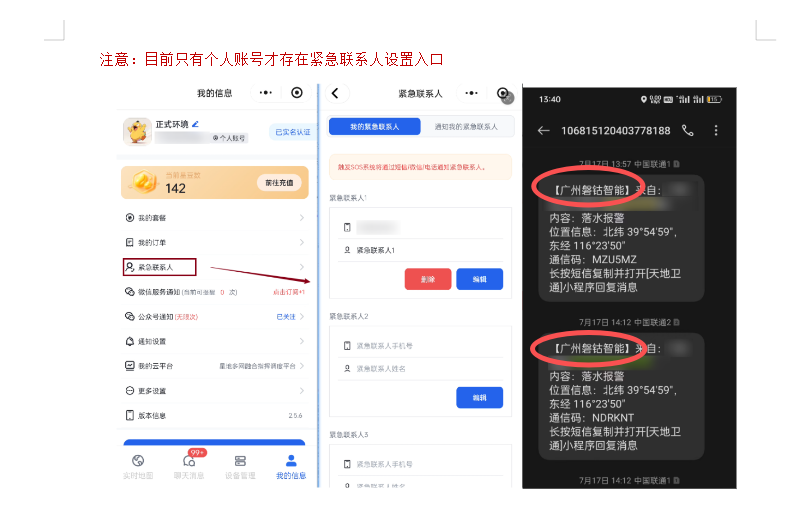 注意：目前只有个人账号才存在紧急联系人设置入口
我的信息
正式环境
个人账号
已实名认证
142
前往充值
我的套餐
我的订单
紧急联系人
微信服务通知(当前可通知 0 次)
点击订阅+1
公众号通知(无限次)
已关注
通知设置
我的云平台
星地多网融合指挥调度平台
更多设置
版本信息
2.5.6
实时地图
99+
聊天消息
设备管理
我的信息
紧急联系人
我的紧急联系人
通知我的紧急联系人
触发SOS系统将通过短信/微信/电话通知紧急联系人。
紧急联系人1
紧急联系人1
删除
编辑
紧急联系人2
紧急联系人手机号
紧急联系人姓名
编辑
紧急联系人3
紧急联系人手机号
紧急联系人姓名
13:40
106815120403778188
7月17日 13:57 中国联通1
【广州磐钴智能】来自:
内容：落水报警
位置信息：北纬 39°54'59",
东经 116°23'50"
通信码：MZU5MZ
长按短信复制并打开[天地卫
通]小程序回复消息
7月17日 14:12 中国联通2
【广州磐钴智能】来自:
内容：落水报警
位置信息：北纬 39°54'59",
东经 116°23'50"
通信码：NDRKNT
长按短信复制并打开[天地卫
通]小程序回复消息
7月17日 14:12 中国联通1